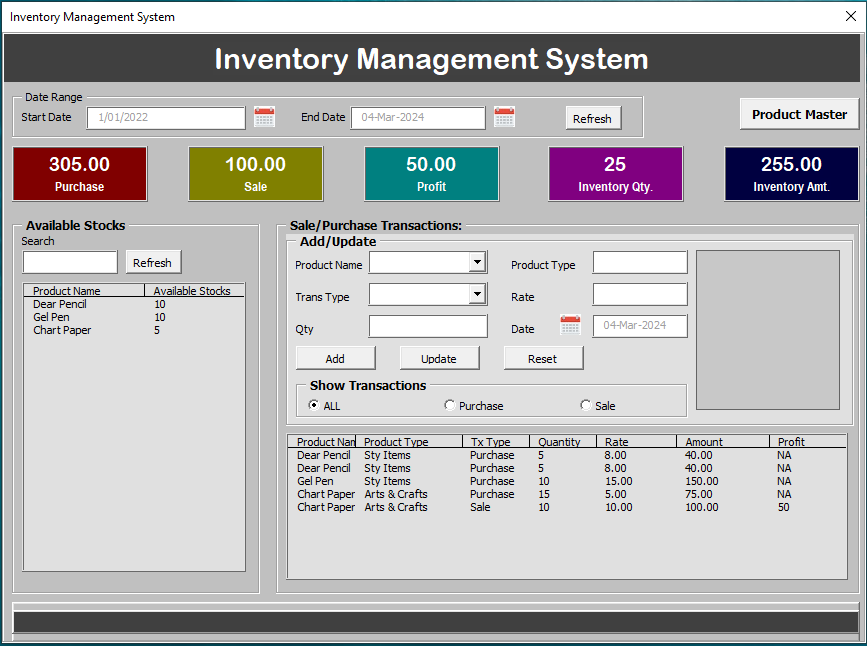 Inventory Management System
Inventory Management System
Date Range
Start Date 1/01/2022 End Date 04-Mar-2024 Refresh Product Master
305.00 100.00 50.00 25 255.00
Purchase Sale Profit Inventory Qty. Inventory Amt.
Available Stocks
Search
Refresh
Product Name Available Stocks
Dear Pencil 10
Gel Pen 10
Chart Paper 5
Sale/Purchase Transactions:
Add/Update
Product Name Product Type
Trans Type Rate
Qty Date 04-Mar-2024
Add Update Reset
Show Transactions
ALL Purchase Sale
Product Nan Product Type Tx Type Quantity Rate Amount Profit
Dear Pencil Sty Items Purchase 5 8.00 40.00 NA
Dear Pencil Sty Items Purchase 5 8.00 40.00 NA
Gel Pen Sty Items Purchase 10 15.00 150.00 NA
Chart Paper Arts & Crafts Purchase 15 5.00 75.00 NA
Chart Paper Arts & Crafts Sale 10 10.00 100.00 50